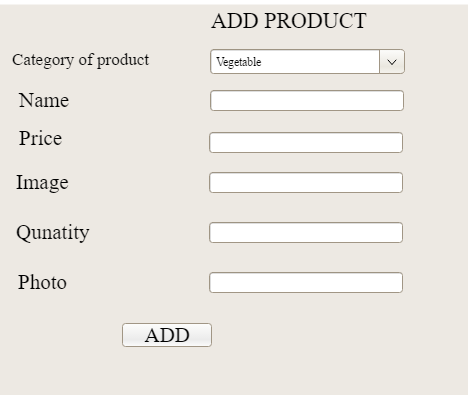 ADD PRODUCT
Category of product
Vegetable
Name
Price
Image
Qunatity
Photo
ADD